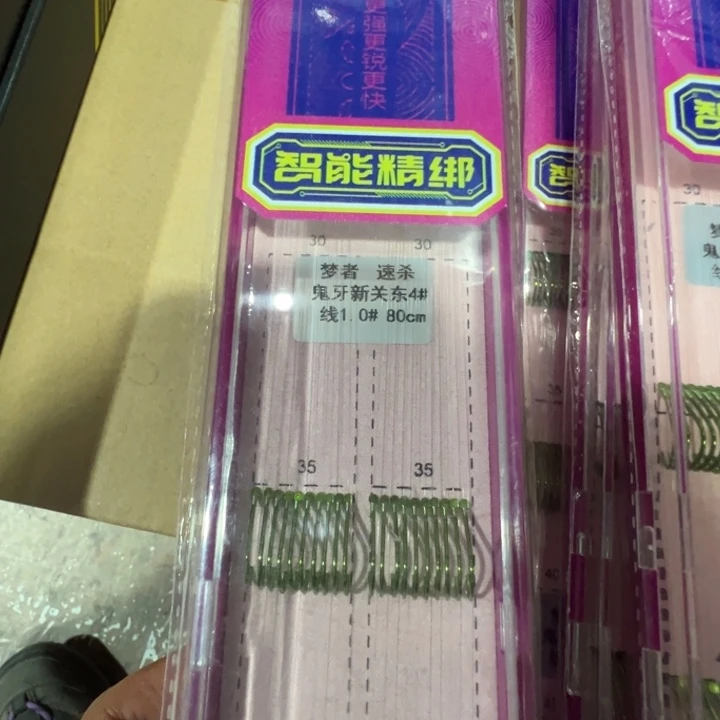 更强更锐更快
智能精绑
30 30
梦者 速杀
鬼牙新关东4#
线1.0# 80cm
35 35
30